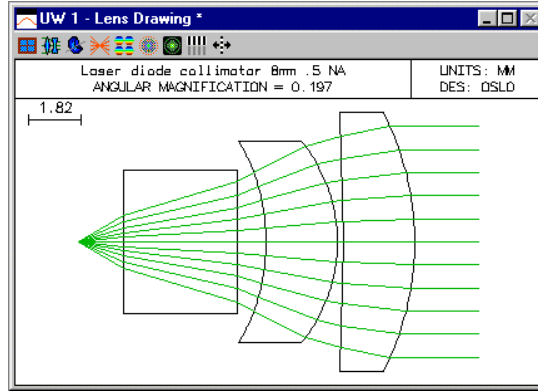 UW 1 - Lens Drawing *
Laser diode collimator 8mm .5 NA
ANGULAR MAGNIFICATION = 0.197
UNITS: MM
DES: OSLO
1.82